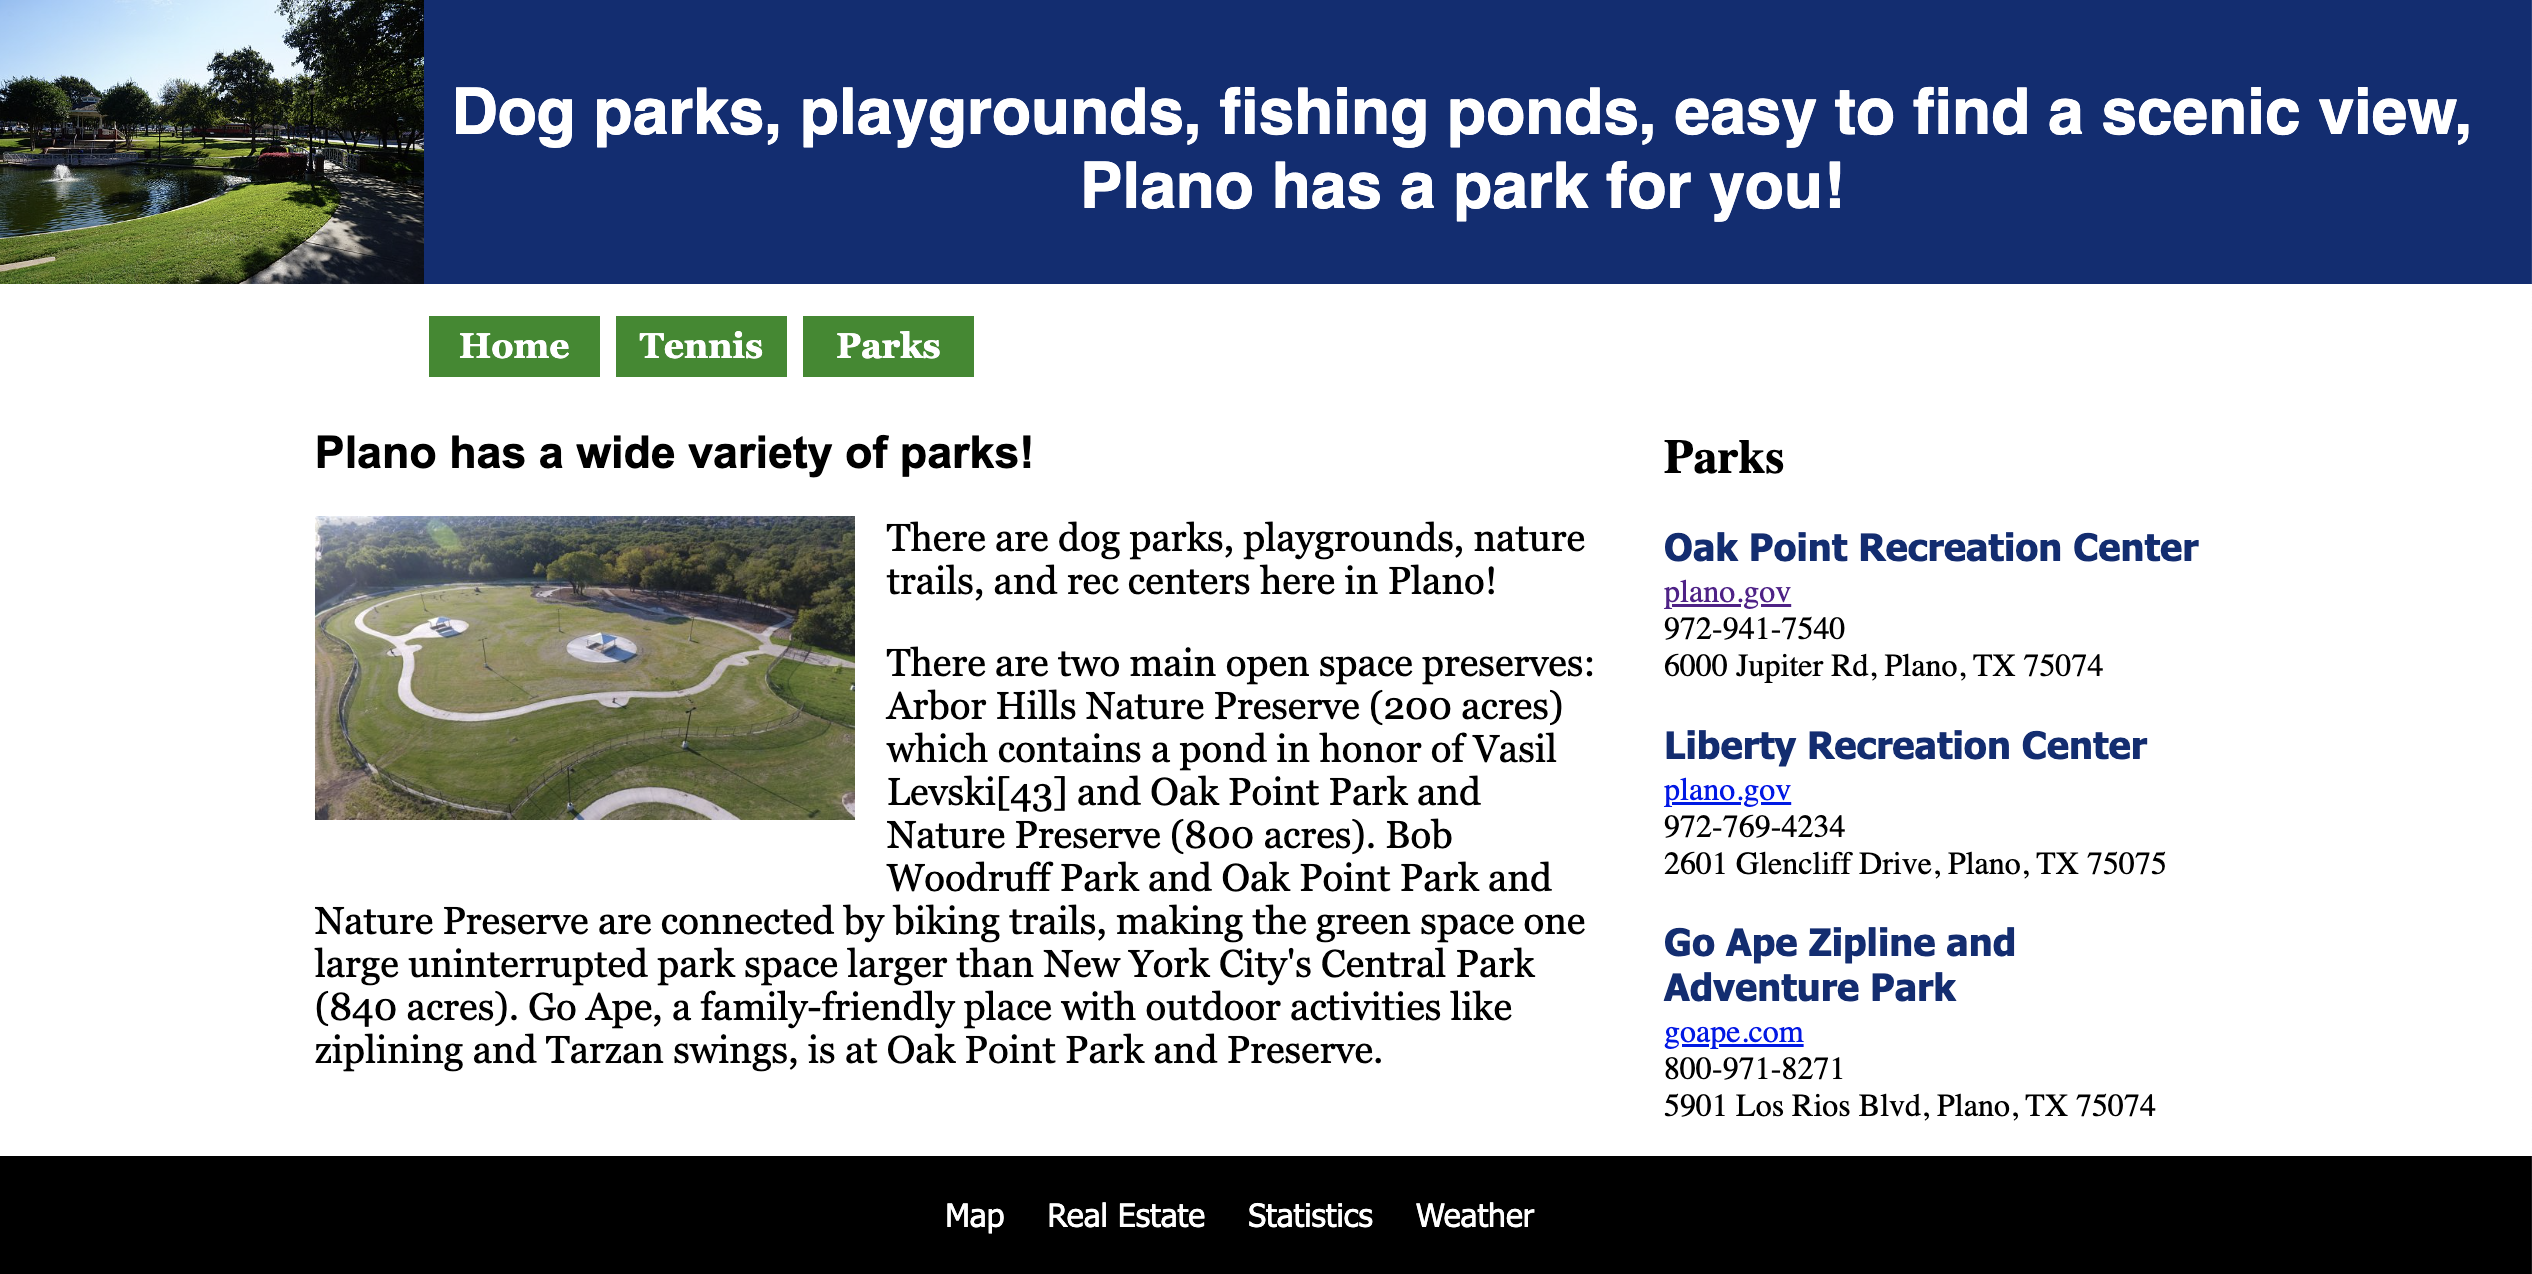 Dog parks, playgrounds, fishing ponds, easy to find a scenic view,
Plano has a park for you!
Home
Tennis
Parks
Plano has a wide variety of parks!
There are dog parks, playgrounds, nature
trails, and rec centers here in Plano!
There are two main open space preserves:
Arbor Hills Nature Preserve (200 acres)
which contains a pond in honor of Vasil
Levski[43] and Oak Point Park and
Nature Preserve (800 acres). Bob
Woodruff Park and Oak Point Park and
Nature Preserve are connected by biking trails, making the green space one
large uninterrupted park space larger than New York City's Central Park
(840 acres). Go Ape, a family-friendly place with outdoor activities like
ziplining and Tarzan swings, is at Oak Point Park and Preserve.
Parks
Oak Point Recreation Center
plano.gov
972-941-7540
6000 Jupiter Rd, Plano, TX 75074
Liberty Recreation Center
plano.gov
972-769-4234
2601 Glencliff Drive, Plano, TX 75075
Go Ape Zipline and
Adventure Park
goape.com
800-971-8271
5901 Los Rios Blvd, Plano, TX 75074
Map
Real Estate
Statistics
Weather